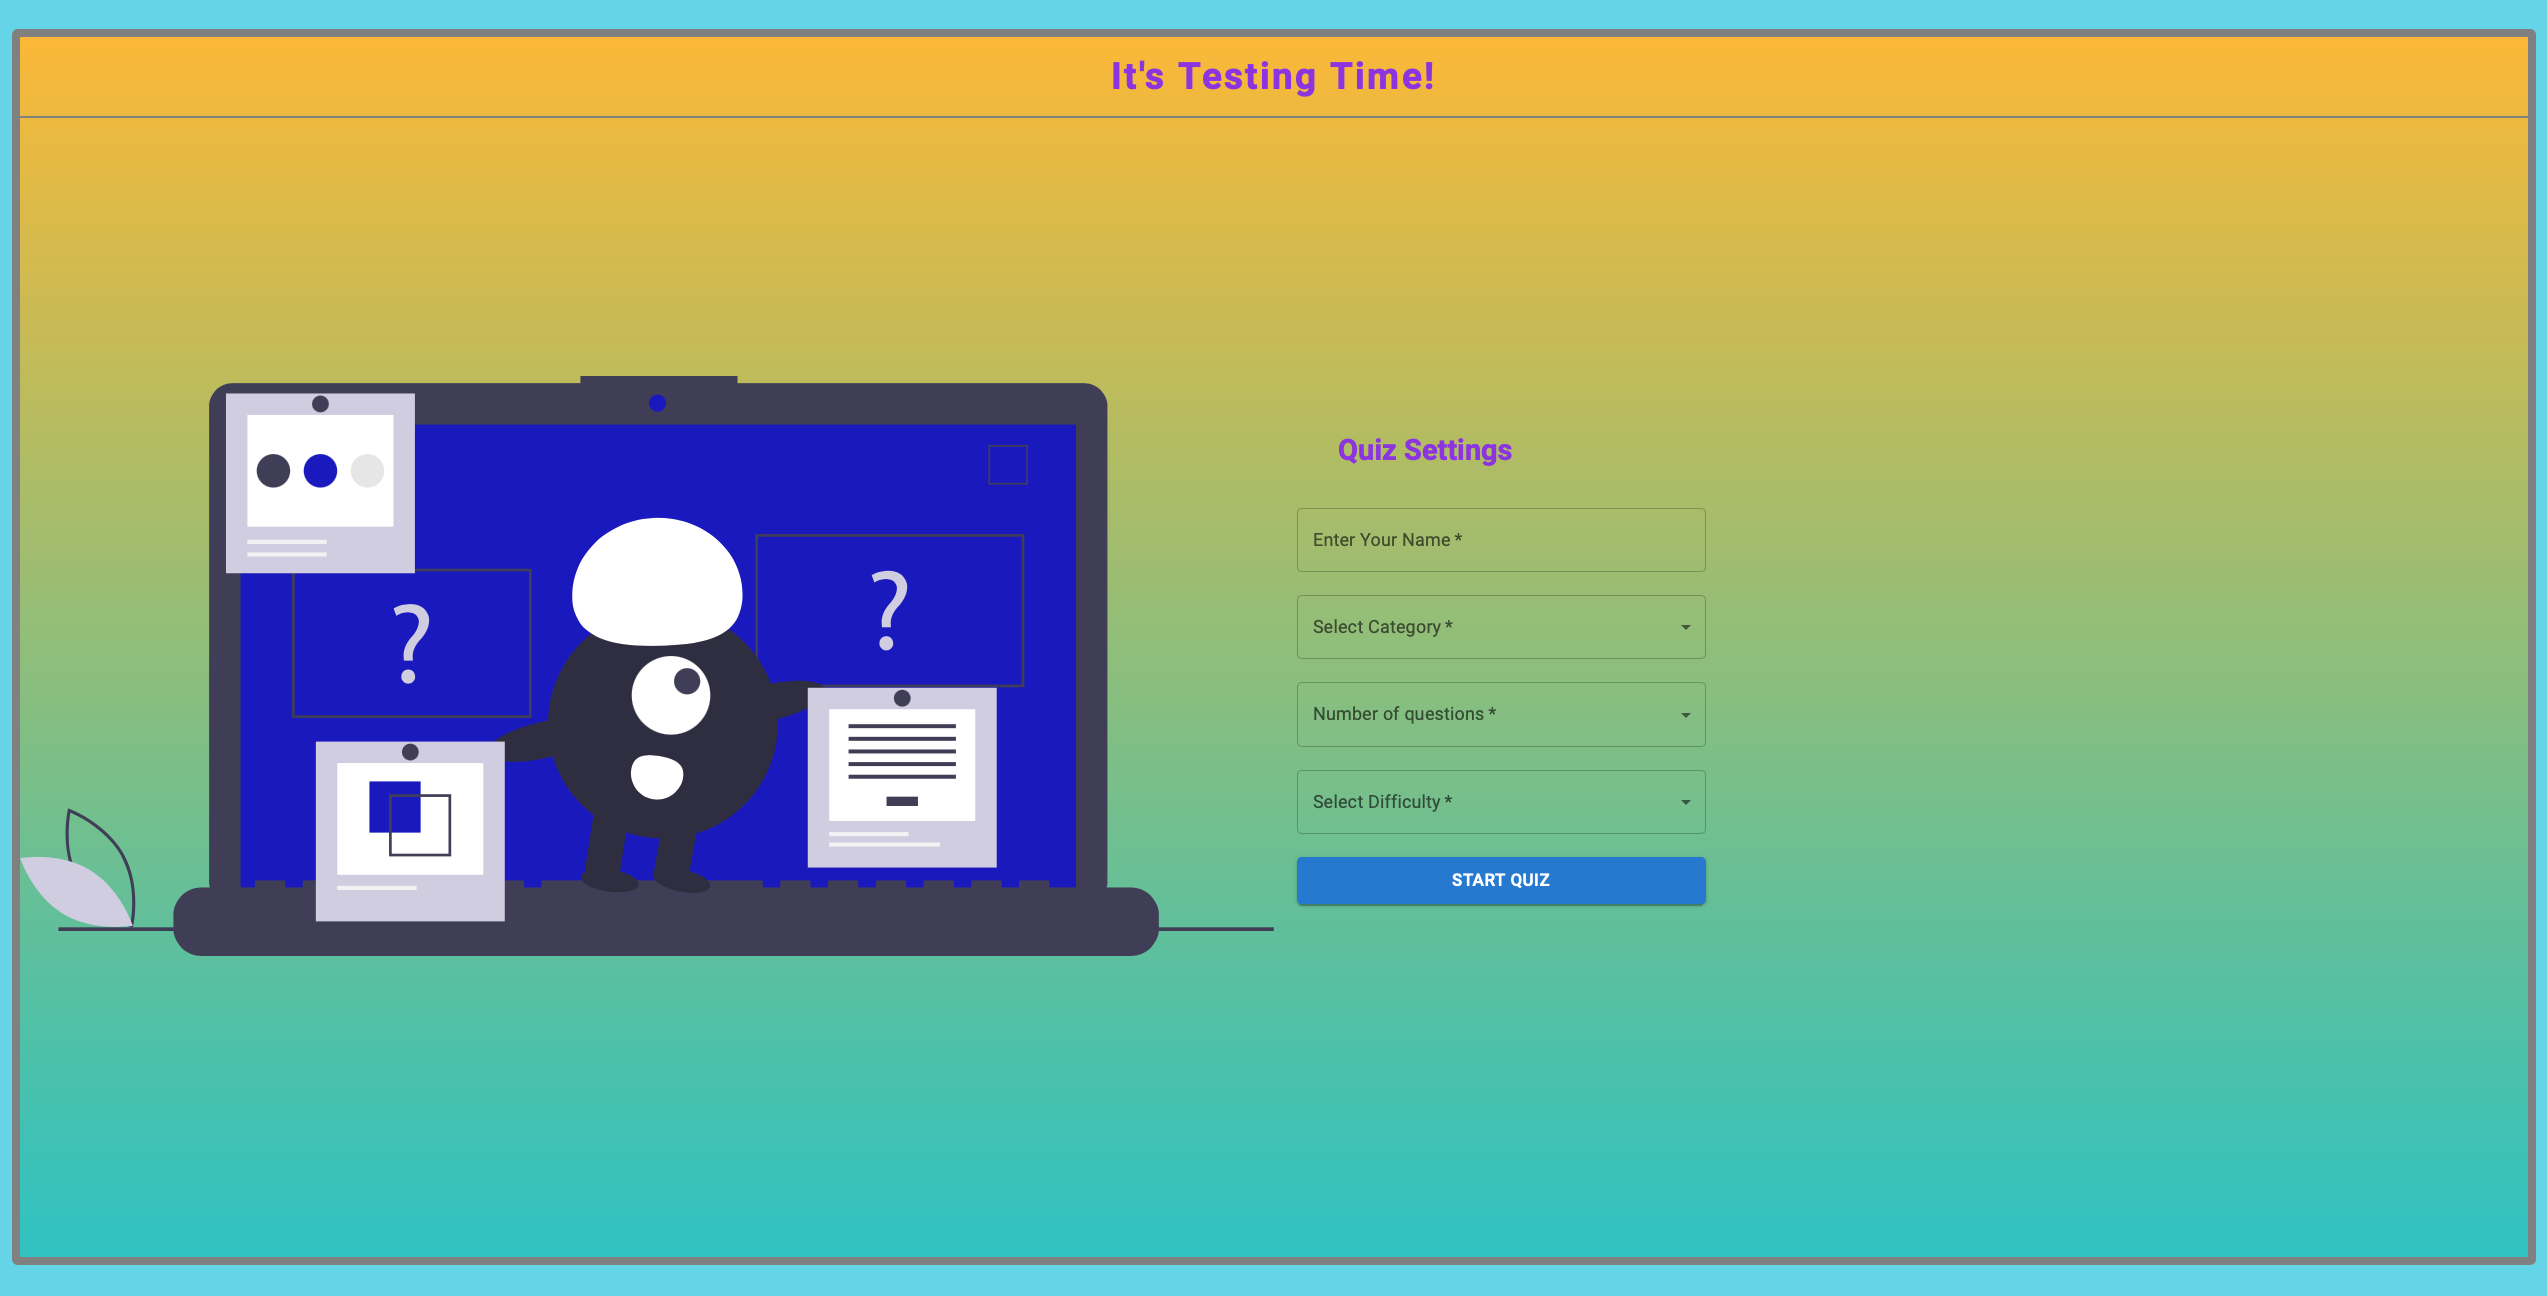 It's Testing Time!
?
?
Quiz Settings
Enter Your Name *
Select Category *
Number of questions *
Select Difficulty *
START QUIZ